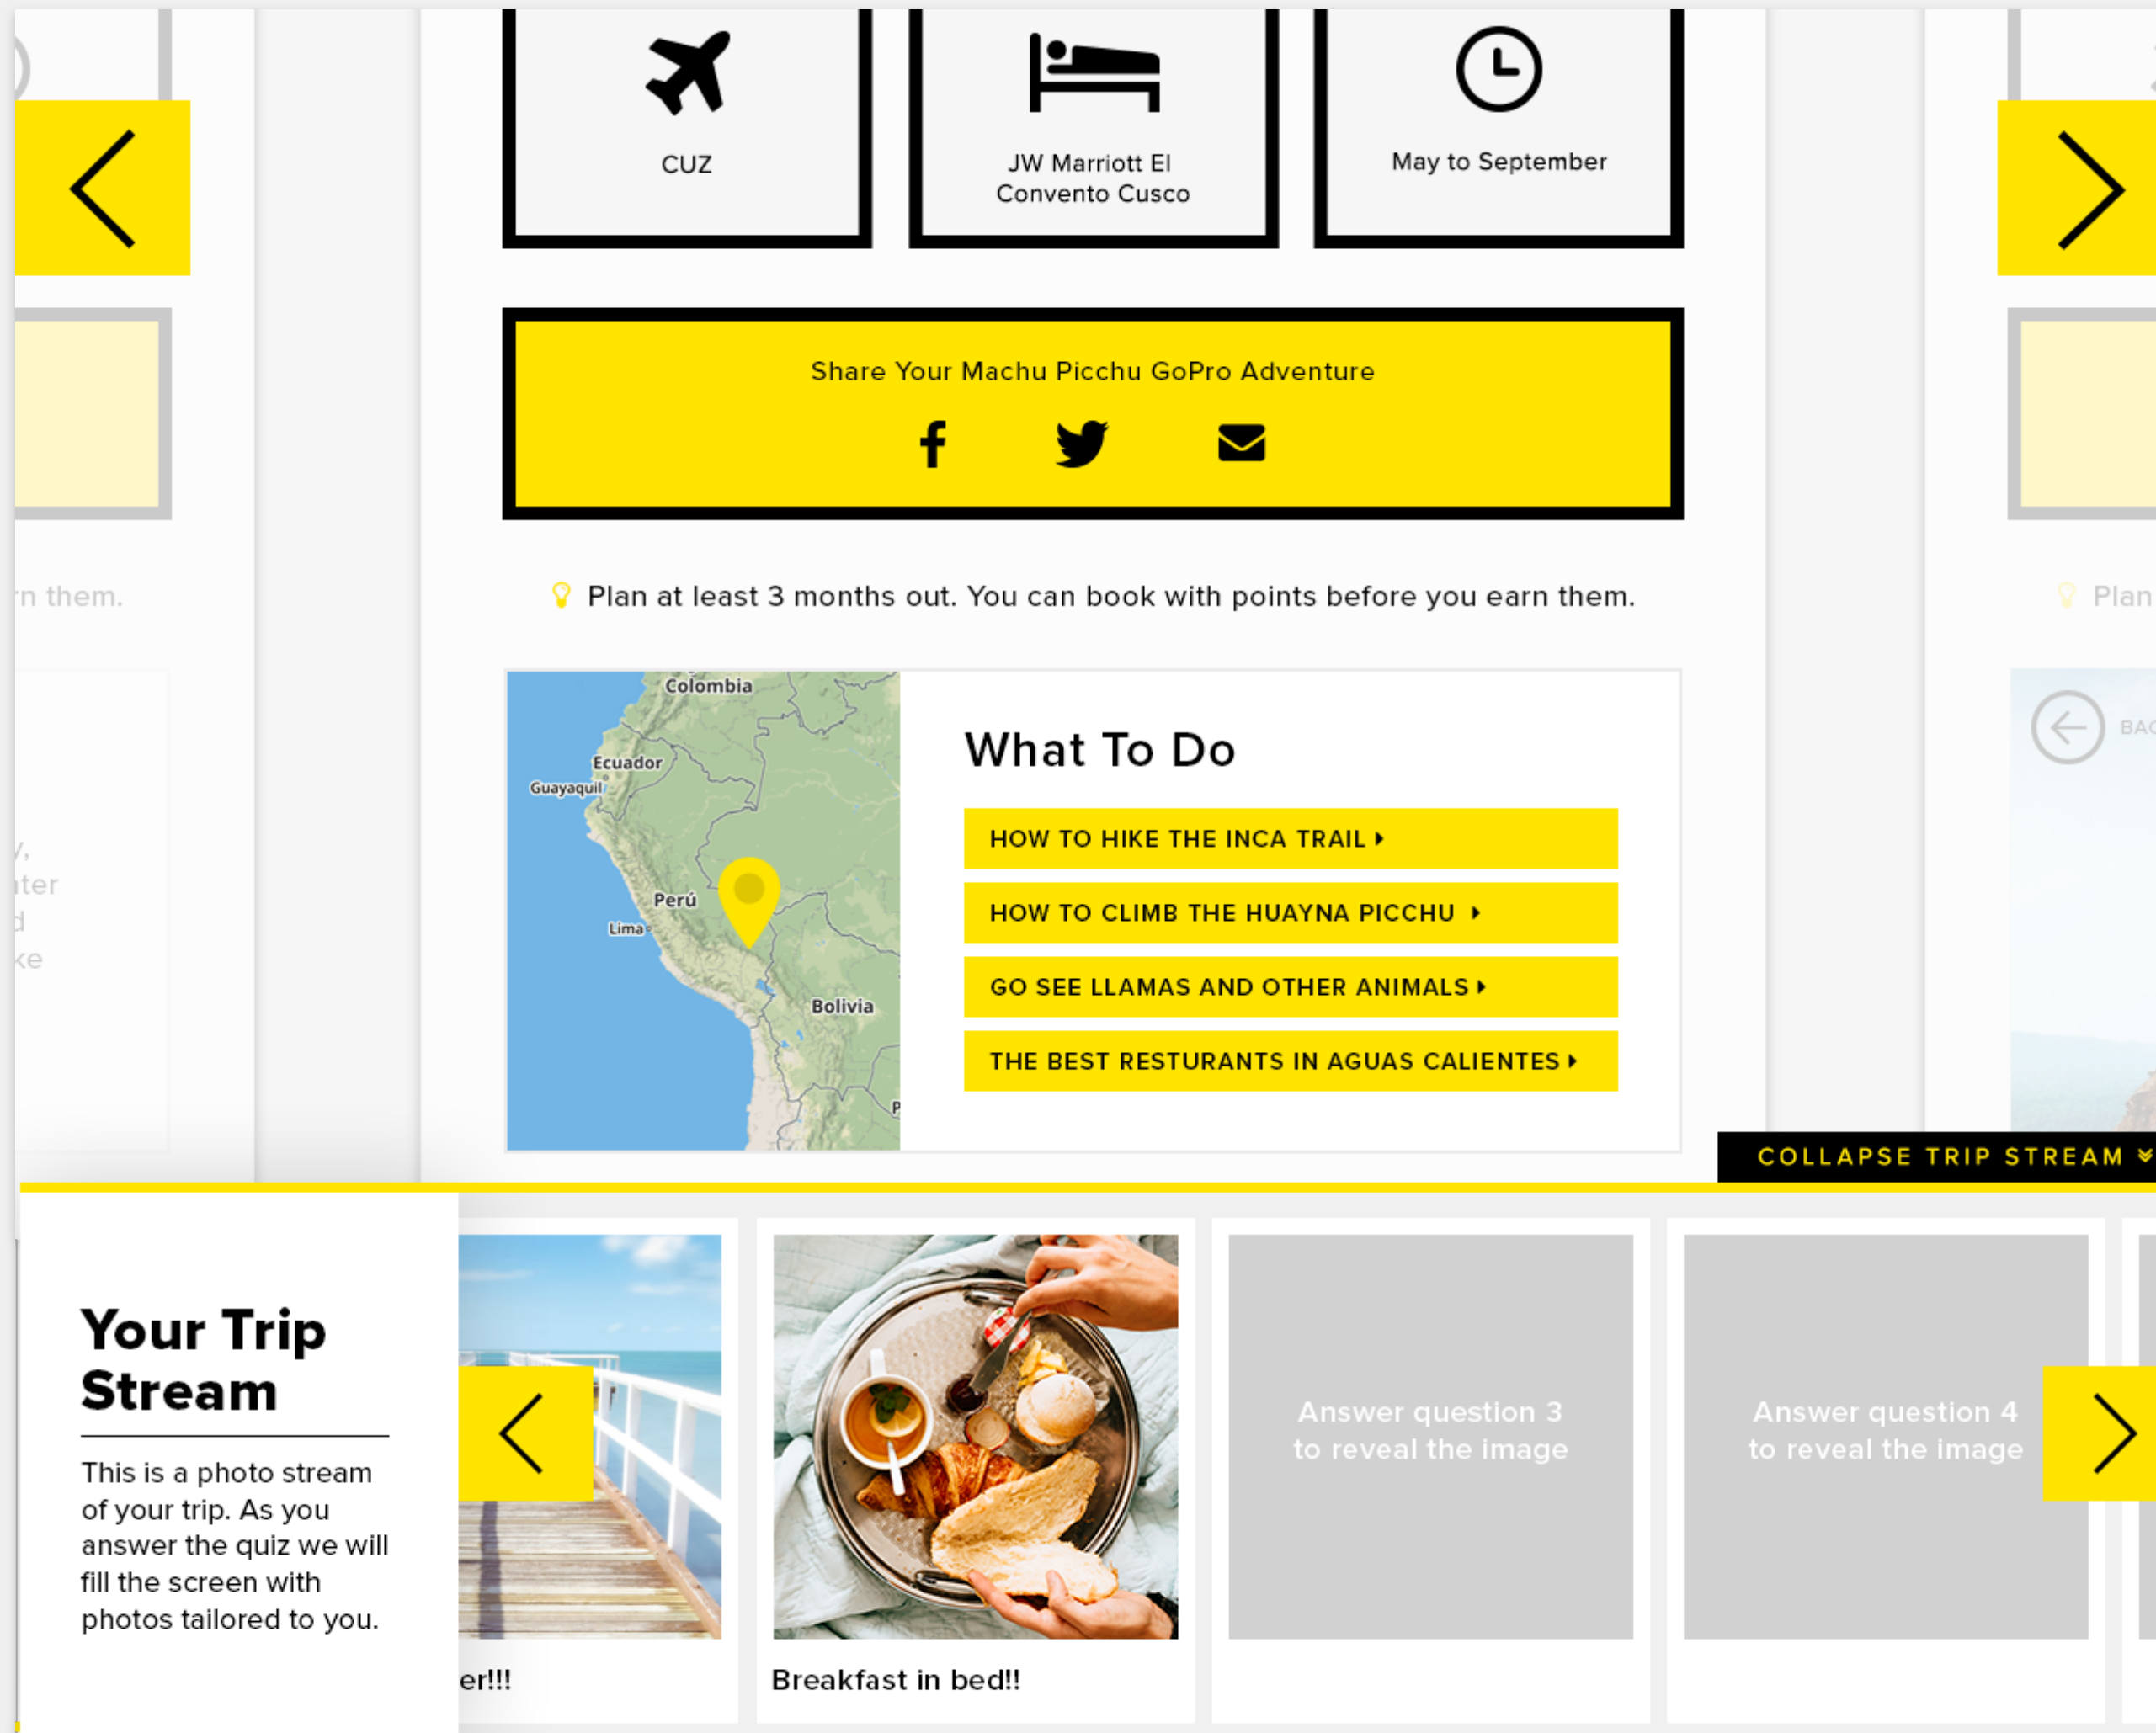 CUZ
JW Marriott El
Convento Cusco
May to September
Share Your Machu Picchu GoPro Adventure
rn them.
Plan at least 3 months out. You can book with points before you earn them.
Plan
Colombia
Ecuador
Guayaquil
Perú
Lima
Bolivia
P
What To Do
HOW TO HIKE THE INCA TRAIL
HOW TO CLIMB THE HUAYNA PICCHU
GO SEE LLAMAS AND OTHER ANIMALS
THE BEST RESTURANTS IN AGUAS CALIENTES
BAC
y,
ater
d
ke
COLLAPSE TRIP STREAM
Your Trip
Stream
This is a photo stream
of your trip. As you
answer the quiz we will
fill the screen with
photos tailored to you.
er!!!
Breakfast in bed!!
Answer question 3
to reveal the image
Answer question 4
to reveal the image